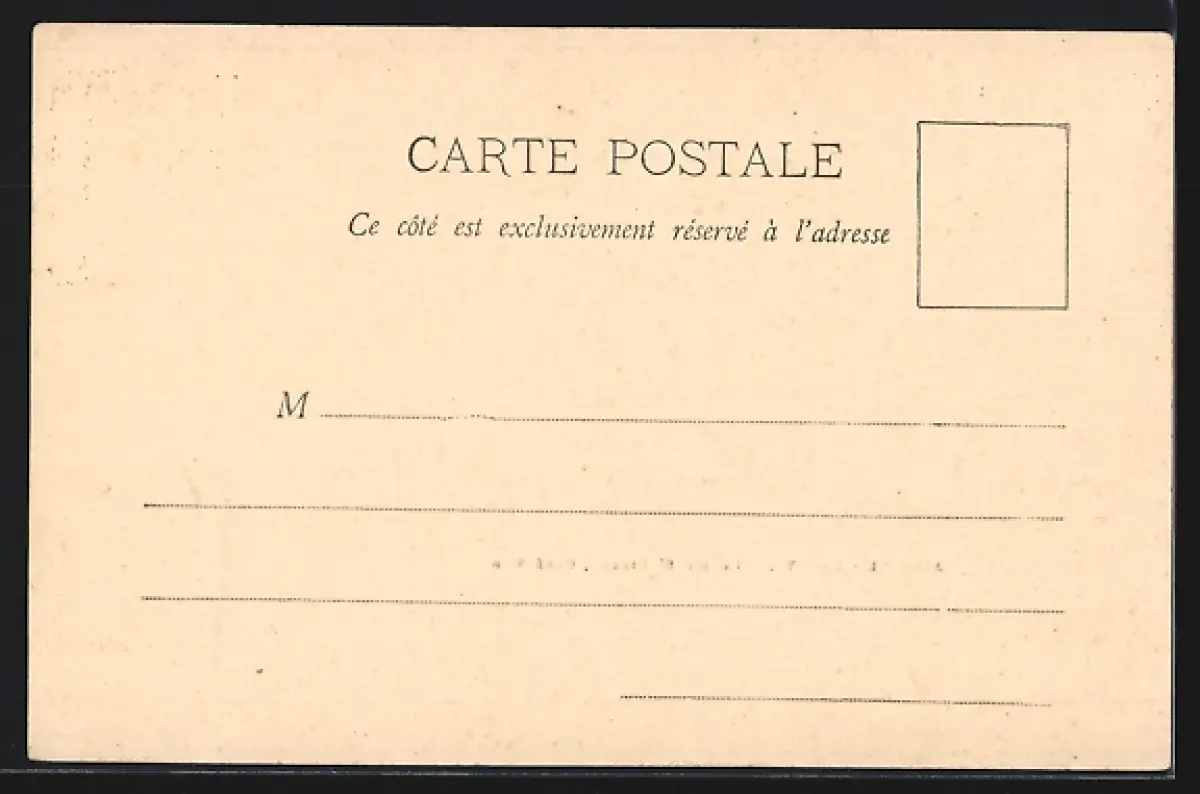 CARTE POSTALE
Ce côté est exclusivement réservé à l'adresse
M